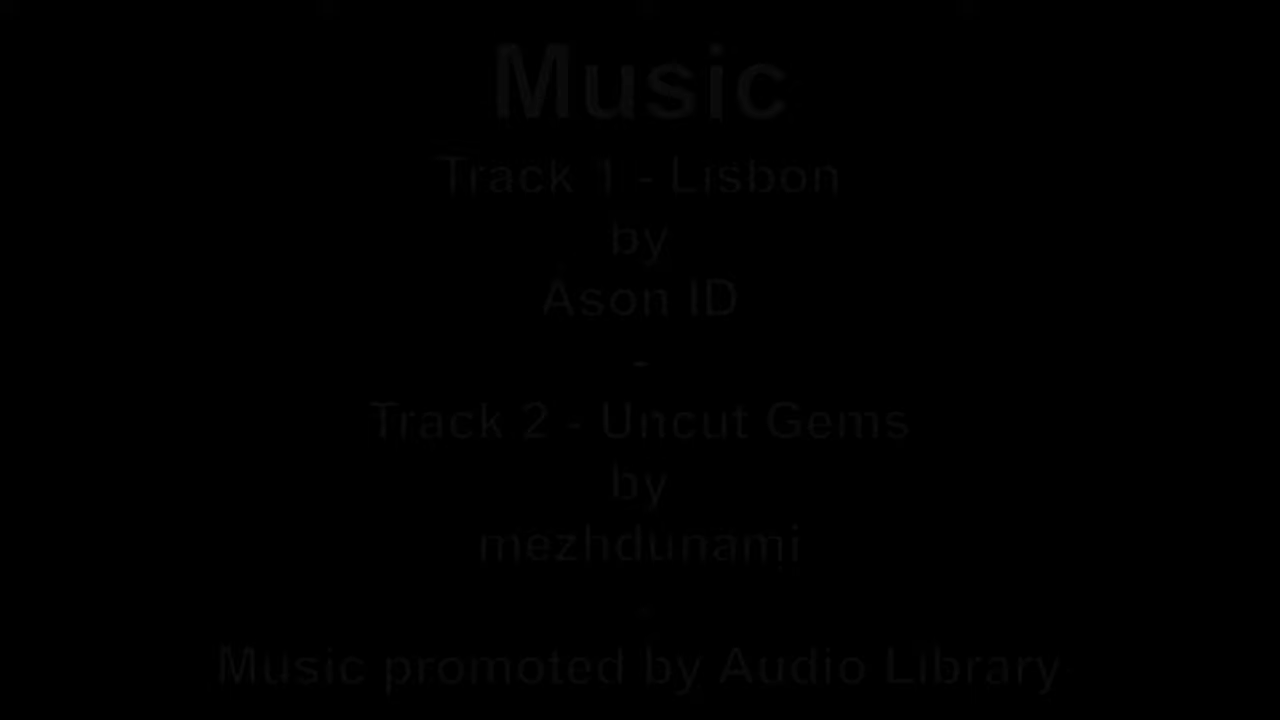 Music
Track 1 - Lisbon
by
Ason ID
-
Track 2 - Uncut Gems
by
mezhdunami
-
Music promoted by Audio Library